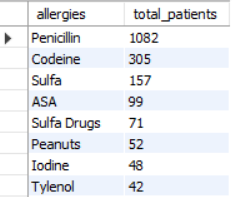 allergies total_patients
Penicillin 1082
Codeine 305
Sulfa 157
ASA 99
Sulfa Drugs 71
Peanuts 52
Iodine 48
Tylenol 42